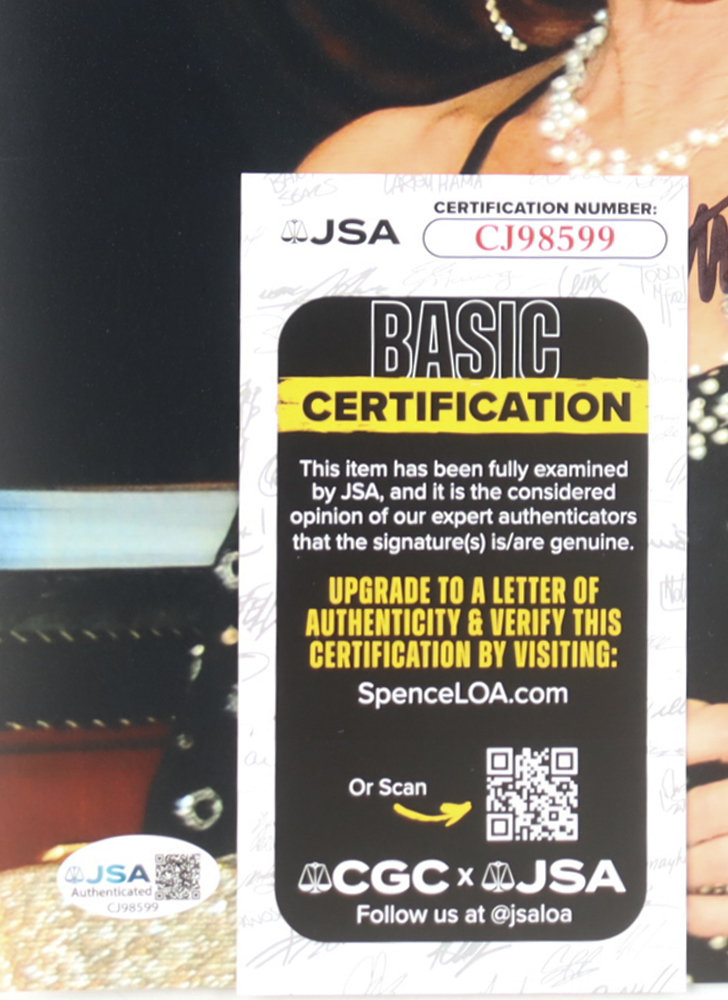 JSA
CERTIFICATION NUMBER:
CJ98599
BASIC
CERTIFICATION
This item has been fully examined
by JSA, and it is the considered
opinion of our expert authenticators
that the signature(s) is/are genuine.
UPGRADE TO A LETTER OF
AUTHENTICITY & VERIFY THIS
CERTIFICATION BY VISITING:
SpenceLOA.com
Or Scan
CGC x JSA
Follow us at @jsaloa
JSA
Authenticated
CJ98599